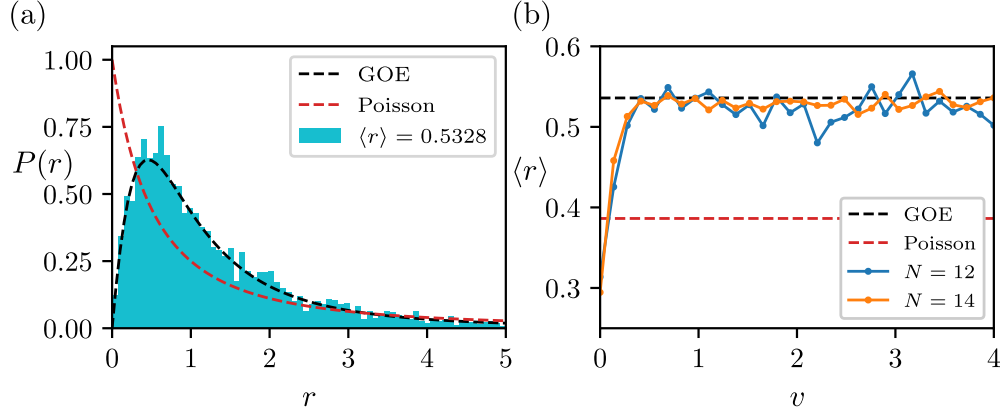 (a)
1.00
0.75
P(r)
0.50
0.25
0.00
0 1 2 3 4 5
r
GOE
Poisson
⟨r⟩ = 0.5328
(b)
0.6
0.5
⟨r⟩
0.4
0.3
0 1 2 3 4
v
GOE
Poisson
N = 12
N = 14